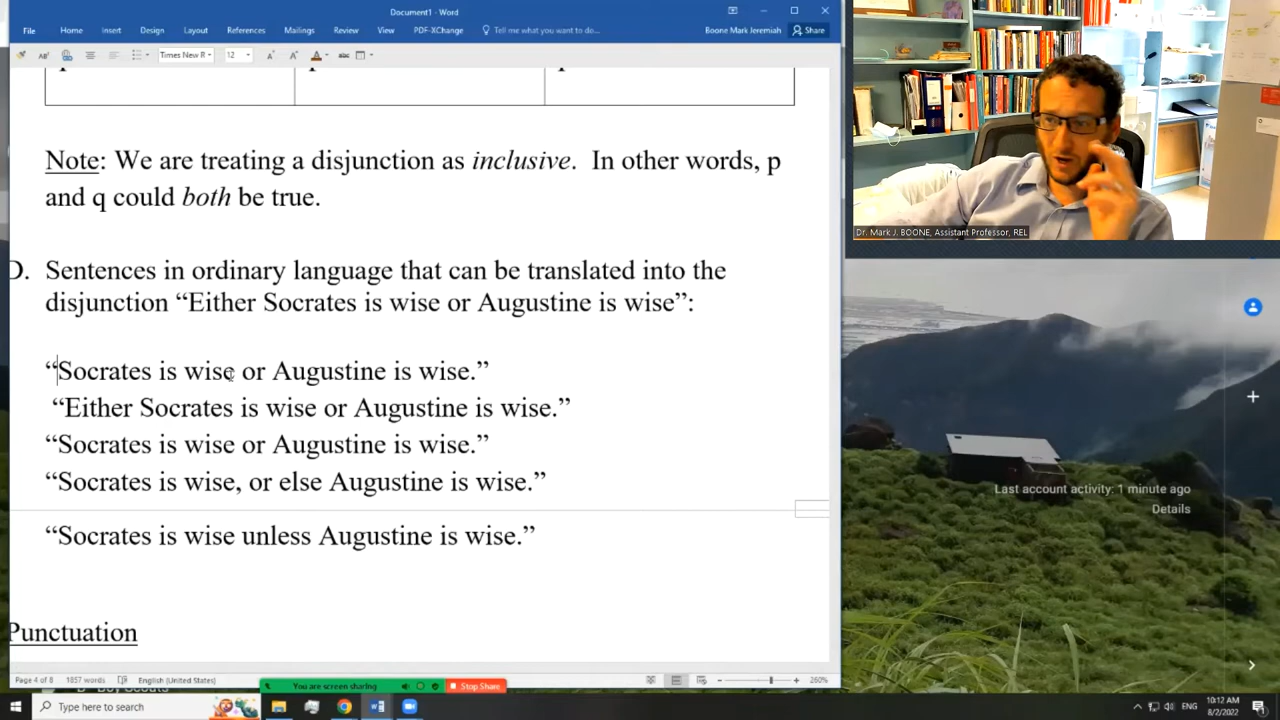 Document1 - Word
File Home Insert Design Layout References Mailings Review View PDF-XChange Tell me what you want to do... Boone Mark Jeremiah Share
Times New R 12
Note: We are treating a disjunction as inclusive. In other words, p
and q could both be true.
D. Sentences in ordinary language that can be translated into the
disjunction “Either Socrates is wise or Augustine is wise”:
“Socrates is wise or Augustine is wise.”
“Either Socrates is wise or Augustine is wise.”
“Socrates is wise or Augustine is wise.”
“Socrates is wise, or else Augustine is wise.”
“Socrates is wise unless Augustine is wise.”
Punctuation
Page 4 of 8 1857 words English (United States) 260%
You are screen sharing Stop Share
Type here to search
ENG 10:12 AM
8/2/2022
Dr. Mark J. BOONE, Assistant Professor, REL
Last account activity: 1 minute ago
Details